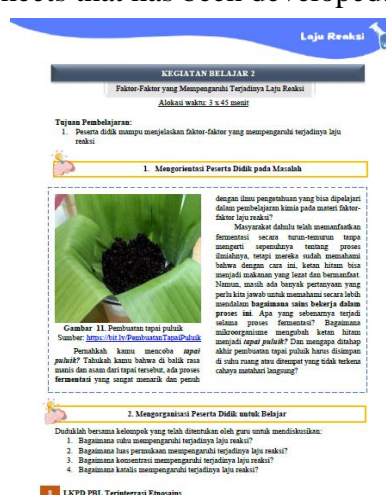 neets that has been developed
Laju Reaksi
KEGIATAN BELAJAR 2
Faktor-Faktor yang Mempengaruhi Terjadinya Laju Reaksi
Alokasi waktu: 3 x 45 menit
Tujuan Pembelajaran:
1. Peserta didik mampu menjelaskan faktor-faktor yang mempengaruhi terjadinya laju
reaksi
1. Mengorientasi Peserta Didik pada Masalah
Gambar 11. Pembuatan tapai puluik
Sumber: https://bit.ly/PembuatanTapaiPuluik
Pernahkah kamu mencoba tapai
puluik? Tahukah kamu bahwa di balik rasa
manis dan asam dari tapai tersebut, ada proses
fermentasi yang sangat menarik dan penuh
dengan ilmu pengetahuan yang bisa dipelajari
dalam pembelajaran kimia pada materi faktor-
faktor laju reaksi?
Masyarakat dahulu telah memanfaatkan
fermentasi secara turun-temurun tanpa
mengerti sepenuhnya tentang proses
ilmiahnya, tetapi mereka sudah memahami
bahwa dengan cara ini, ketan hitam bisa
menjadi makanan yang lezat dan bermanfaat.
Namun, masih ada banyak pertanyaan yang
perlu kita jawab untuk memahami secara lebih
mendalam bagaimana sains bekerja dalam
proses ini. Apa yang sebenarnya terjadi
selama proses fermentasi? Bagaimana
mikroorganisme mengubah ketan hitam
menjadi tapai puluik? Dan mengapa ditahap
akhir pembuatan tapai puluik harus disimpan
di suhu ruang atau ditempat yang tidak terkena
cahaya matahari langsung?
2. Mengorganisasi Peserta Didik untuk Belajar
Duduklah bersama kelompok yang telah ditentukan oleh guru untuk mendiskusikan:
1. Bagaimana suhu mempengaruhi terjadinya laju reaksi?
2. Bagaimana luas permukaan mempengaruhi terjadinya laju reaksi?
3. Bagaimana konsentrasi mempengaruhi terjadinya laju reaksi?
4. Bagaimana katalis mempengaruhi terjadinya laju reaksi?
8 LKPD PBL Terintegrasi Etnosains